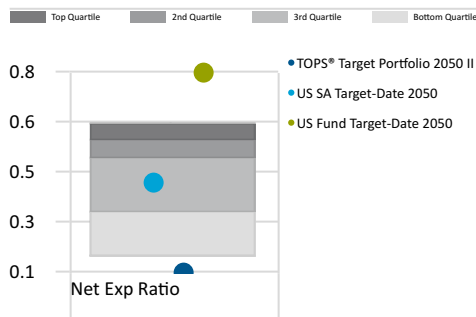 Top Quartile 2nd Quartile 3rd Quartile Bottom Quartile
0.8
0.6
0.5
0.3
0.1
Net Exp Ratio
TOPS® Target Portfolio 2050 II
US SA Target-Date 2050
US Fund Target-Date 2050